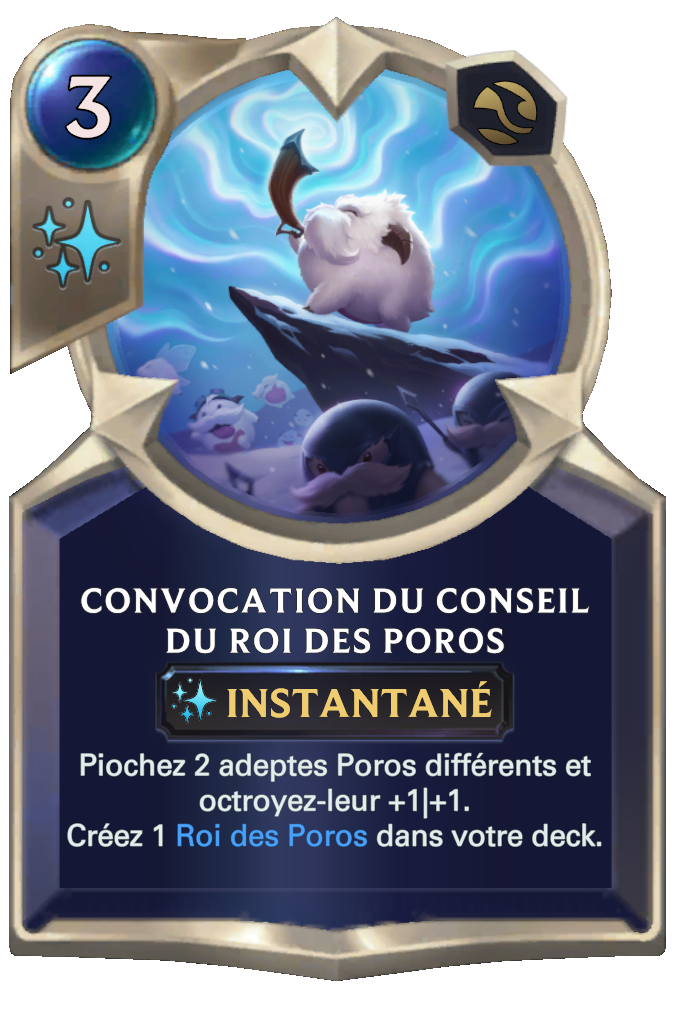 3
CONVOCATION DU CONSEIL
DU ROI DES POROS
INSTANTANÉ
Piochez 2 adeptes Poros différents et
octroyez-leur +1|+1.
Créez 1 Roi des Poros dans votre deck.